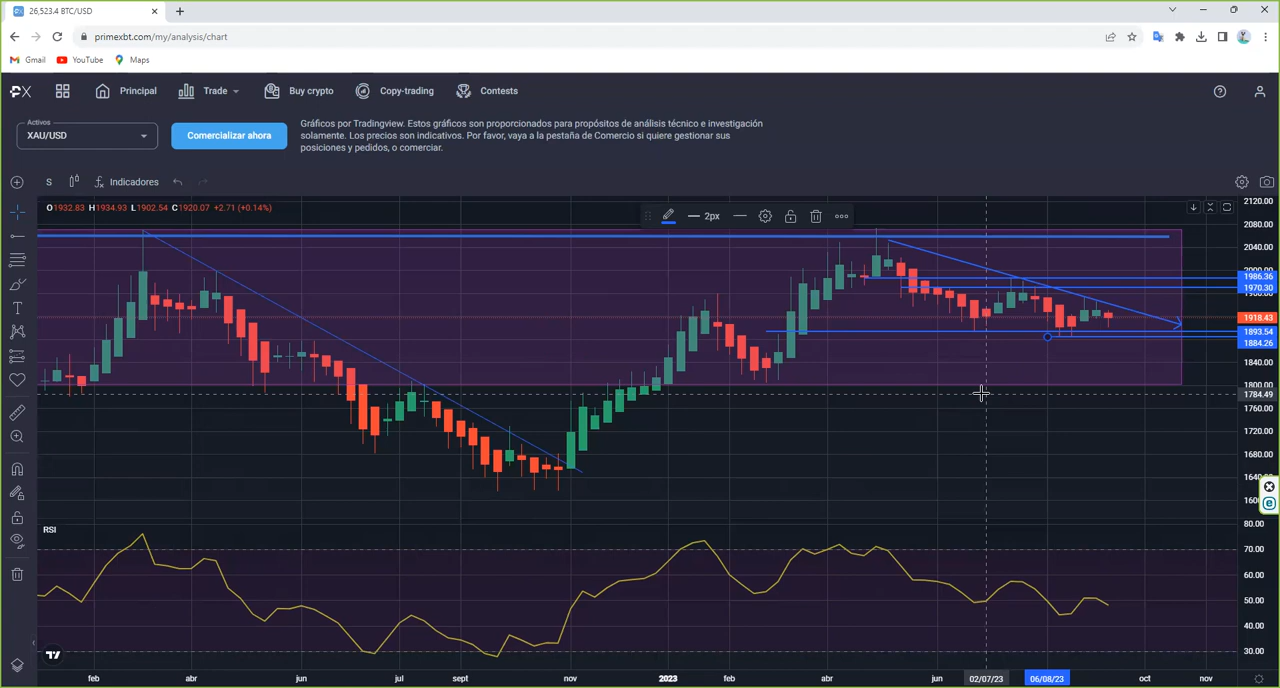 26,523.4 BTC/USD
primexbt.com/my/analysis/chart
Gmail YouTube Maps
PX Principal Trade Buy crypto Copy-trading Contests
Activos
XAU/USD
Comercializar ahora
Gráficos por Tradingview. Estos gráficos son proporcionados para propósitos de análisis técnico e investigación
solamente. Los precios son indicativos. Por favor, vaya a la pestaña de Comercio si quiere gestionar sus
posiciones y pedidos, o comerciar.
S Indicadores
O1932.83 H1934.93 L1902.54 C1920.07 +2.71 (+0.14%)
2px
2120.00
2080.00
2040.00
1986.36
1970.30
1918.43
1893.54
1884.26
1840.00
1800.00
1784.49
1760.00
1720.00
1680.00
RSI
80.00
70.00
60.00
50.00
40.00
30.00
feb abr jun jul sept nov 2023 feb abr jun 02/07/23 06/08/23 oct nov